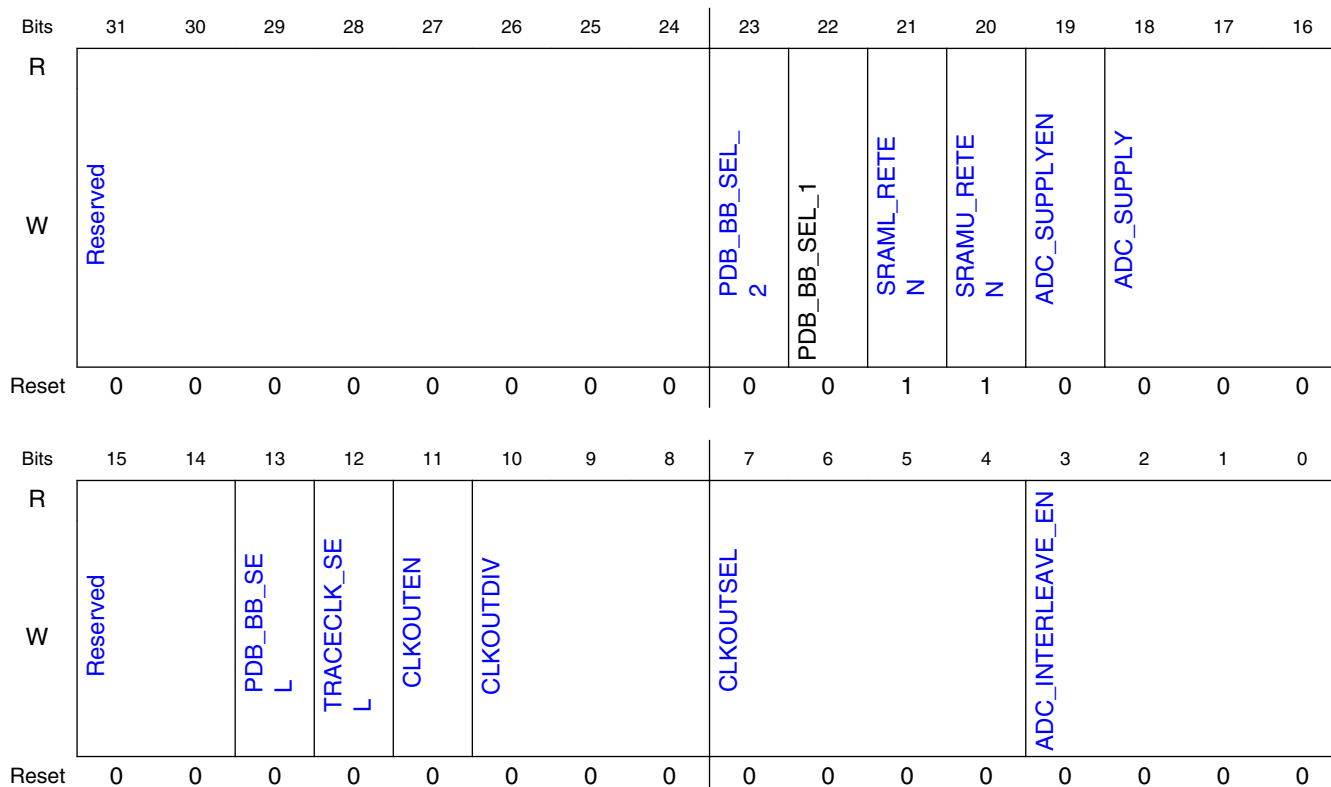 Bits 31 30 29 28 27 26 25 24 23 22 21 20 19 18 17 16
R
W
Reserved
PDB_BB_SEL_
2
PDB_BB_SEL_1
SRAML_RETE
N
SRAMU_RETE
N
ADC_SUPPLYEN
ADC_SUPPLY
Reset 0 0 0 0 0 0 0 0 0 0 1 1 0 0 0 0
Bits 15 14 13 12 11 10 9 8 7 6 5 4 3 2 1 0
R
W
Reserved
PDB_BB_SE
L
TRACECLK_SE
L
CLKOUTEN
CLKOUTDIV
CLKOUTSEL
ADC_INTERLEAVE_EN
Reset 0 0 0 0 0 0 0 0 0 0 0 0 0 0 0 0